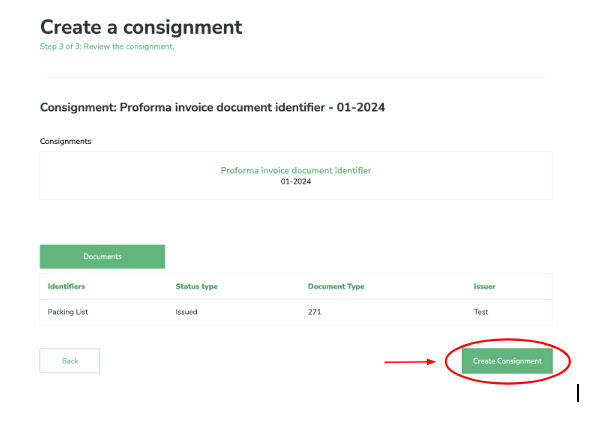 Create a consignment
Step 3 of 3: Review the consignment.
Consignment: Proforma invoice document identifier - 01-2024
Consignments
Proforma invoice document identifier
01-2024
Documents
Identifiers Status type Document Type Issuer
Packing List Issued 271 Test
Back Create Consignment